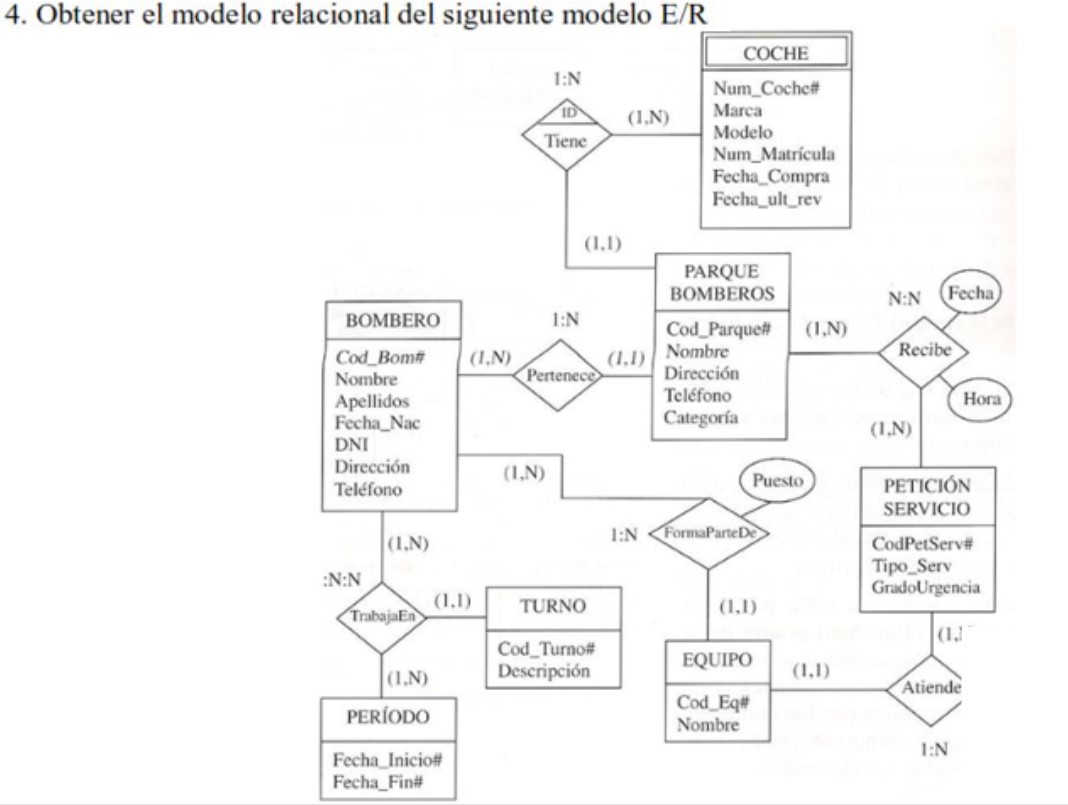 4. Obtener el modelo relacional del siguiente modelo E/R
COCHE
Num_Coche#
Marca
Modelo
Num_Matrícula
Fecha_Compra
Fecha_ult_rev
1:N
ID
Tiene
(1,N)
(1,1)
PARQUE
BOMBEROS
Cod_Parque#
Nombre
Dirección
Teléfono
Categoría
N:N
Fecha
(1,N)
Recibe
Hora
(1,N)
BOMBERO
Cod_Bom#
Nombre
Apellidos
Fecha_Nac
DNI
Dirección
Teléfono
1:N
(1,N)
Pertenece
(1,1)
(1,N)
Puesto
1:N
FormaParteDe
(1,1)
PETICIÓN
SERVICIO
CodPetServ#
Tipo_Serv
GradoUrgencia
(1,N)
:N:N
TrabajaEn
(1,1)
TURNO
Cod_Turno#
Descripción
(1,N)
PERÍODO
Fecha_Inicio#
Fecha_Fin#
EQUIPO
Cod_Eq#
Nombre
(1,1)
(1,
Atiende
1:N